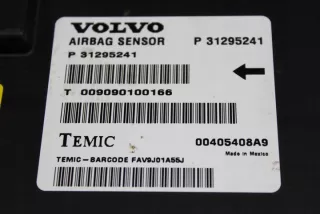 VOLVO
AIRBAG SENSOR P 31295241
P 31295241
T 009090100166
TEMIC 00405408A9
Made in Mexico
TEMIC-BARCODE FAV9J01A55J